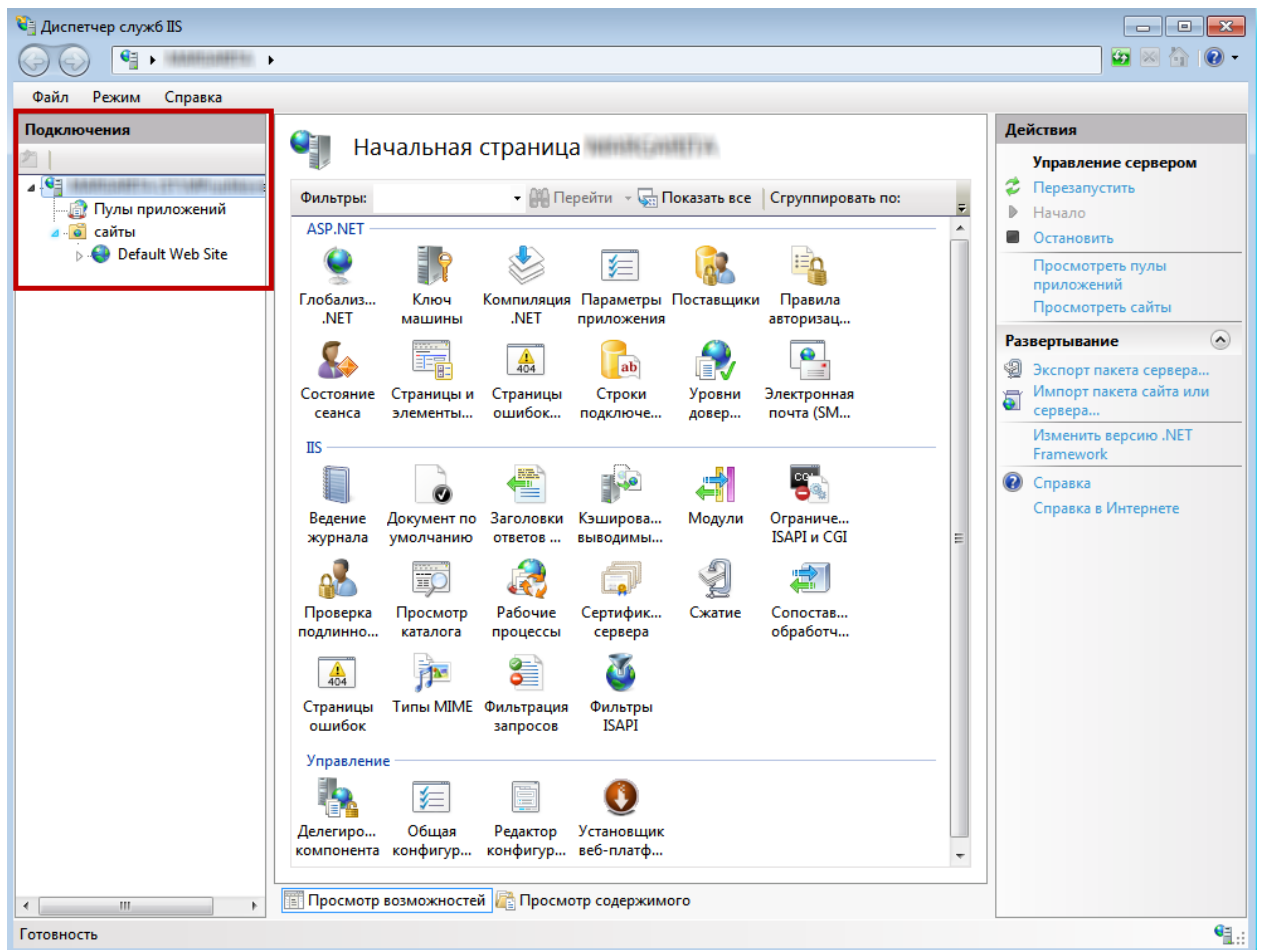 Диспетчер служб IIS
Файл Режим Справка
Подключения
Пулы приложений
сайты
Default Web Site
Начальная страница
Фильтры: Перейти Показать все Сгруппировать по:
ASP.NET
Глобализ... Ключ Компиляция Параметры Поставщики Правила
.NET машины .NET приложения авторизац...
Состояние Страницы и Страницы Строки Уровни Электронная
сеанса элементы... ошибок... подключе... довер... почта (SM...
IIS
Ведение Документ по Заголовки Кэширова... Модули Ограниче...
журнала умолчанию ответов ... выводимы... ISAPI и CGI
Проверка Просмотр Рабочие Сертифик... Сжатие Сопостав...
подлинно... каталога процессы сервера обработч...
Страницы Типы MIME Фильтрация Фильтры
ошибок запросов ISAPI
Управление
Делегиро... Общая Редактор Установщик
компонента конфигур... конфигур... веб-платф...
Просмотр возможностей Просмотр содержимого
Готовность
Действия
Управление сервером
Перезапустить
Начало
Остановить
Просмотреть пулы
приложений
Просмотреть сайты
Развертывание
Экспорт пакета сервера...
Импорт пакета сайта или
сервера...
Изменить версию .NET
Framework
Справка
Справка в Интернете